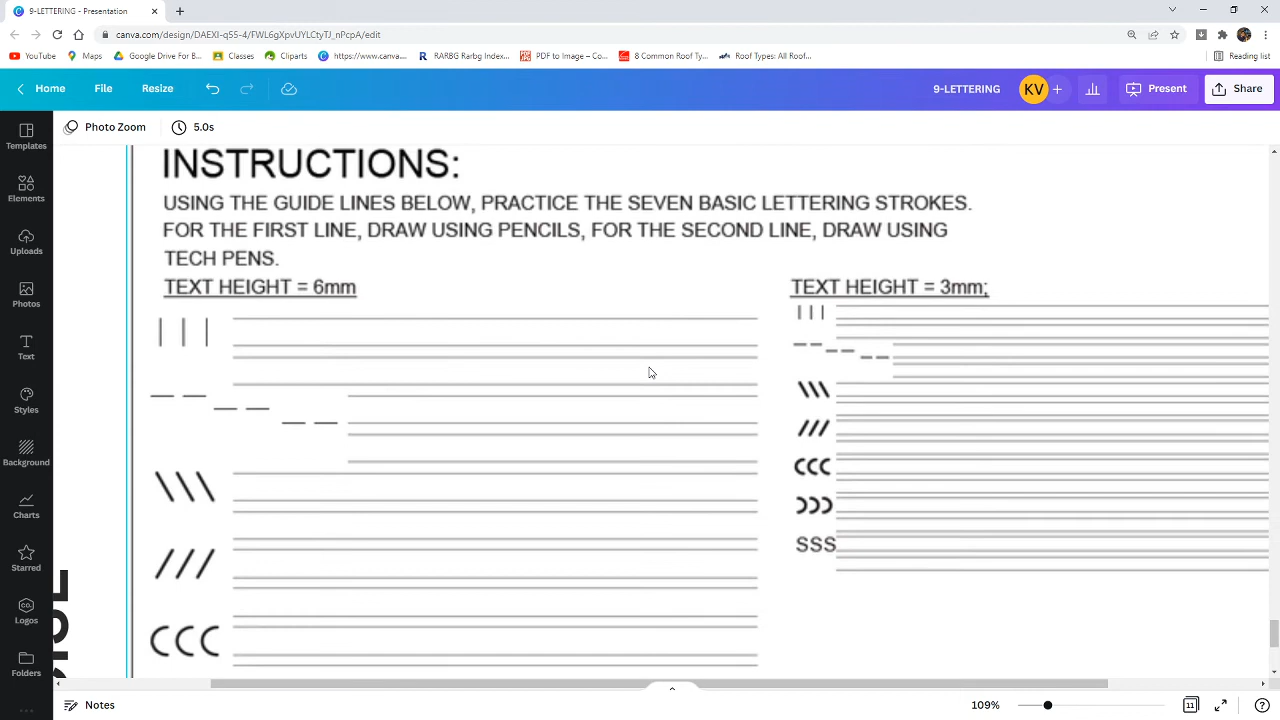 9-LETTERING - Presentation
canva.com/design/DAEXI-q55-4/FWL6gXpvUYLCtyTJ_nPcpA/edit
YouTube Maps Google Drive For B... Classes Cliparts https://www.canva.... RARBG Rarbg Index... PDF to Image – Co... 8 Common Roof Ty... Roof Types: All Roof... Reading list
Home File Resize 9-LETTERING KV + Present Share
Photo Zoom 5.0s
Templates
Elements
Uploads
Photos
Text
Styles
Background
Charts
Starred
CO.
Logos
Folders
INSTRUCTIONS:
USING THE GUIDE LINES BELOW, PRACTICE THE SEVEN BASIC LETTERING STROKES.
FOR THE FIRST LINE, DRAW USING PENCILS, FOR THE SECOND LINE, DRAW USING
TECH PENS.
TEXT HEIGHT = 6mm
TEXT HEIGHT = 3mm;
SSS
Notes 109% 11